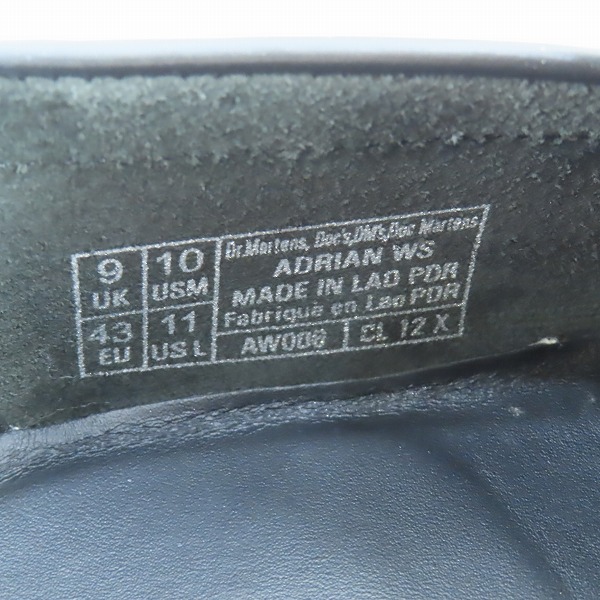 9 UK
10 USM
43 EU
11 US L
Dr.Martens, Doc's,DM's,Doc Martens
ADRIAN WS
MADE IN LAO PDR
Fabrique en Lao PDR
AW006 CL 12 X